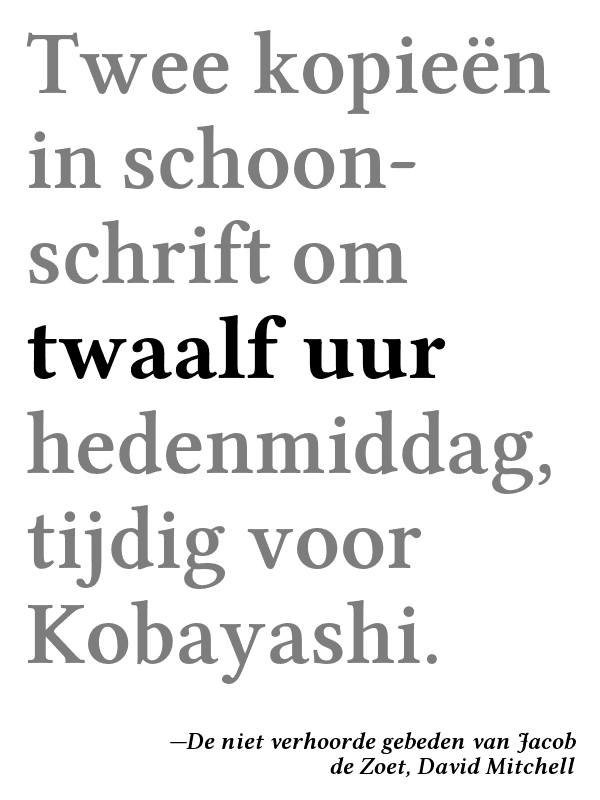 Twee kopieën
in schoon-
schrift om
twaalf uur
hedenmiddag,
tijdig voor
Kobayashi.
—De niet verhoorde gebeden van Jacob
de Zoet, David Mitchell